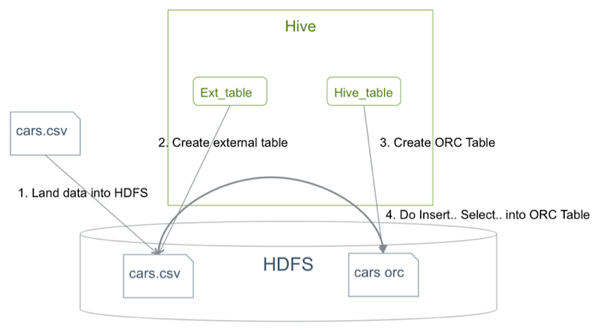 Hive
Ext_table
Hive_table
cars.csv
2. Create external table
3. Create ORC Table
1. Land data into HDFS
4. Do Insert.. Select.. into ORC Table
HDFS
cars.csv
cars orc